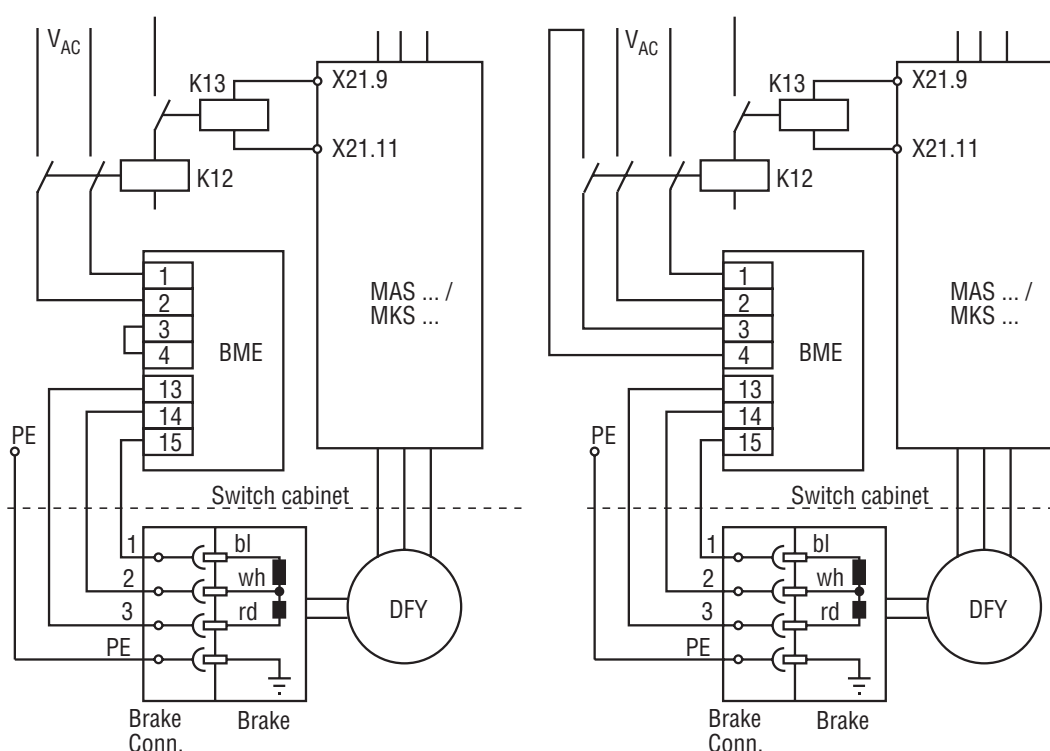 V_AC
K13
X21.9
X21.11
K12
1
2
3
4
BME
MAS ... /
MKS ...
13
14
15
PE
Switch cabinet
1
bl
2
wh
3
rd
PE
DFY
Brake
Conn.
Brake
V_AC
K13
X21.9
X21.11
K12
1
2
3
4
BME
MAS ... /
MKS ...
13
14
15
PE
Switch cabinet
1
bl
2
wh
3
rd
PE
DFY
Brake
Conn.
Brake